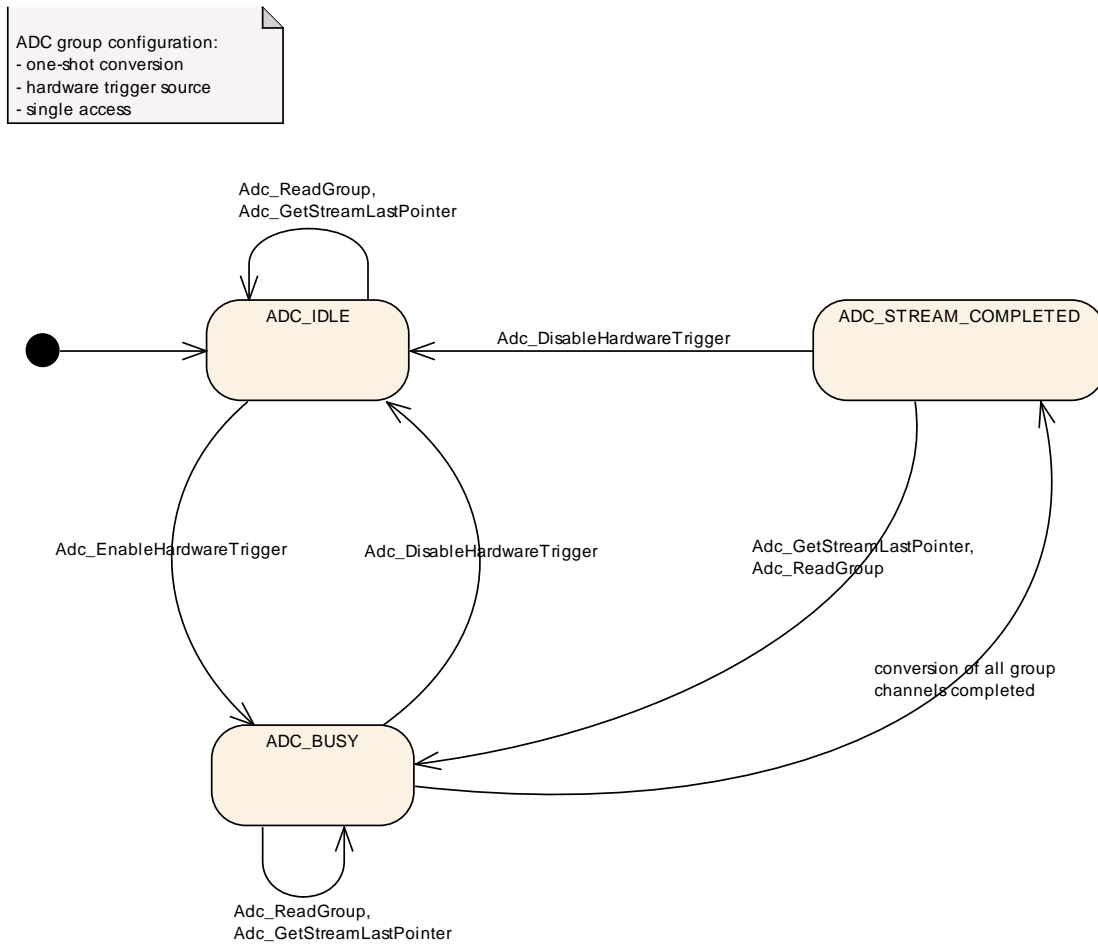 ADC group configuration:
- one-shot conversion
- hardware trigger source
- single access
Adc_ReadGroup,
Adc_GetStreamLastPointer
ADC_IDLE
ADC_STREAM_COMPLETED
Adc_DisableHardwareTrigger
Adc_EnableHardwareTrigger
Adc_DisableHardwareTrigger
Adc_GetStreamLastPointer,
Adc_ReadGroup
conversion of all group
channels completed
ADC_BUSY
Adc_ReadGroup,
Adc_GetStreamLastPointer